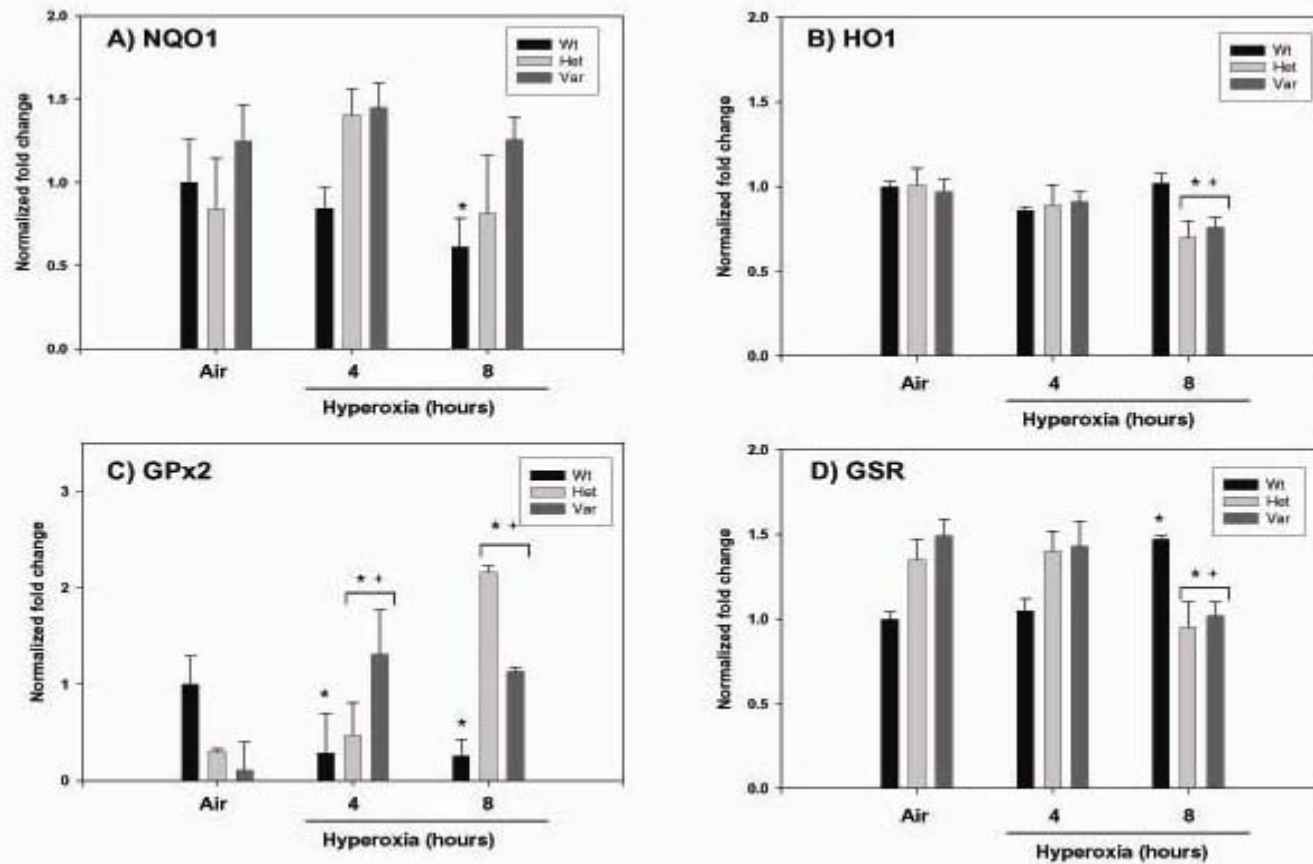 A) NQO1
Wt
Het
Var
Normalized fold change
2.0
1.5
1.0
0.5
0.0
*
Air
4
8
Hyperoxia (hours)
B) HO1
Wt
Het
Var
Normalized fold change
2.0
1.5
1.0
0.5
0.0
* +
Air
4
8
Hyperoxia (hours)
C) GPx2
Wt
Het
Var
Normalized fold change
3
2
1
0
*
* +
*
* +
Air
4
8
Hyperoxia (hours)
D) GSR
Wt
Het
Var
Normalized fold change
2.0
1.5
1.0
0.5
0.0
*
* +
Air
4
8
Hyperoxia (hours)